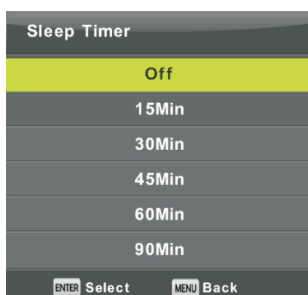 Sleep Timer
Off
15Min
30Min
45Min
60Min
90Min
ENTER Select MENU Back